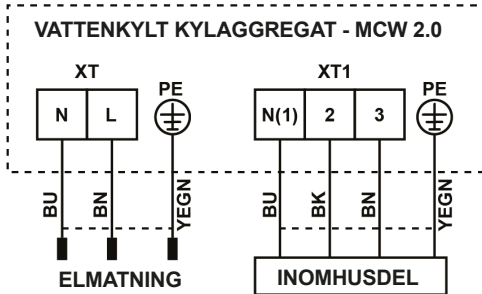 VATTENKYLT KYLAGGREGAT - MCW 2.0
XT XT1
PE PE
N L N(1) 2 3
BU BN YEGN BU BK BN YEGN
ELMATNING INOMHUSDEL